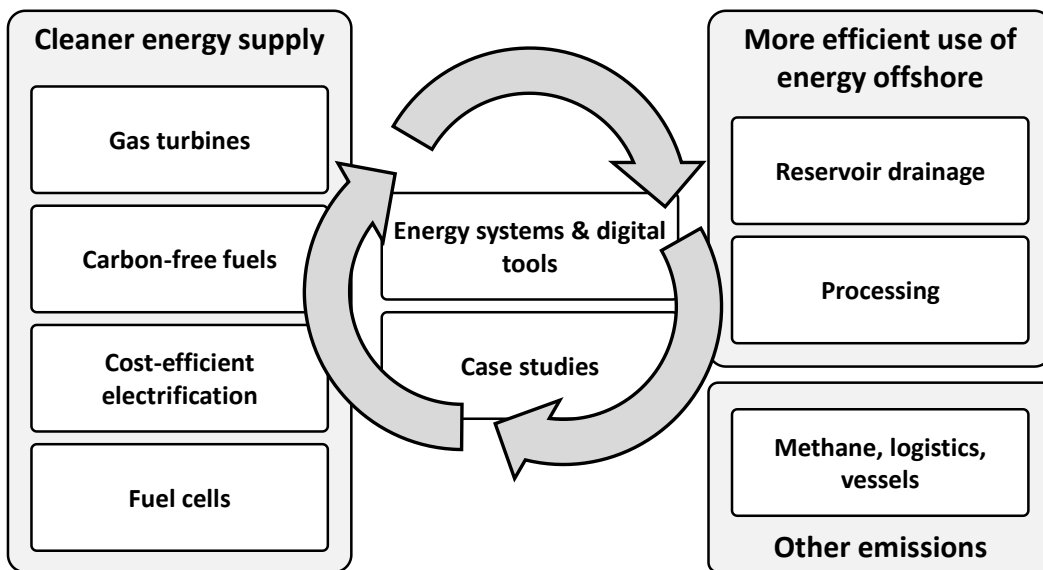 Cleaner energy supply
Gas turbines
Carbon-free fuels
Cost-efficient
electrification
Fuel cells
Energy systems & digital
tools
Case studies
More efficient use of
energy offshore
Reservoir drainage
Processing
Methane, logistics,
vessels
Other emissions